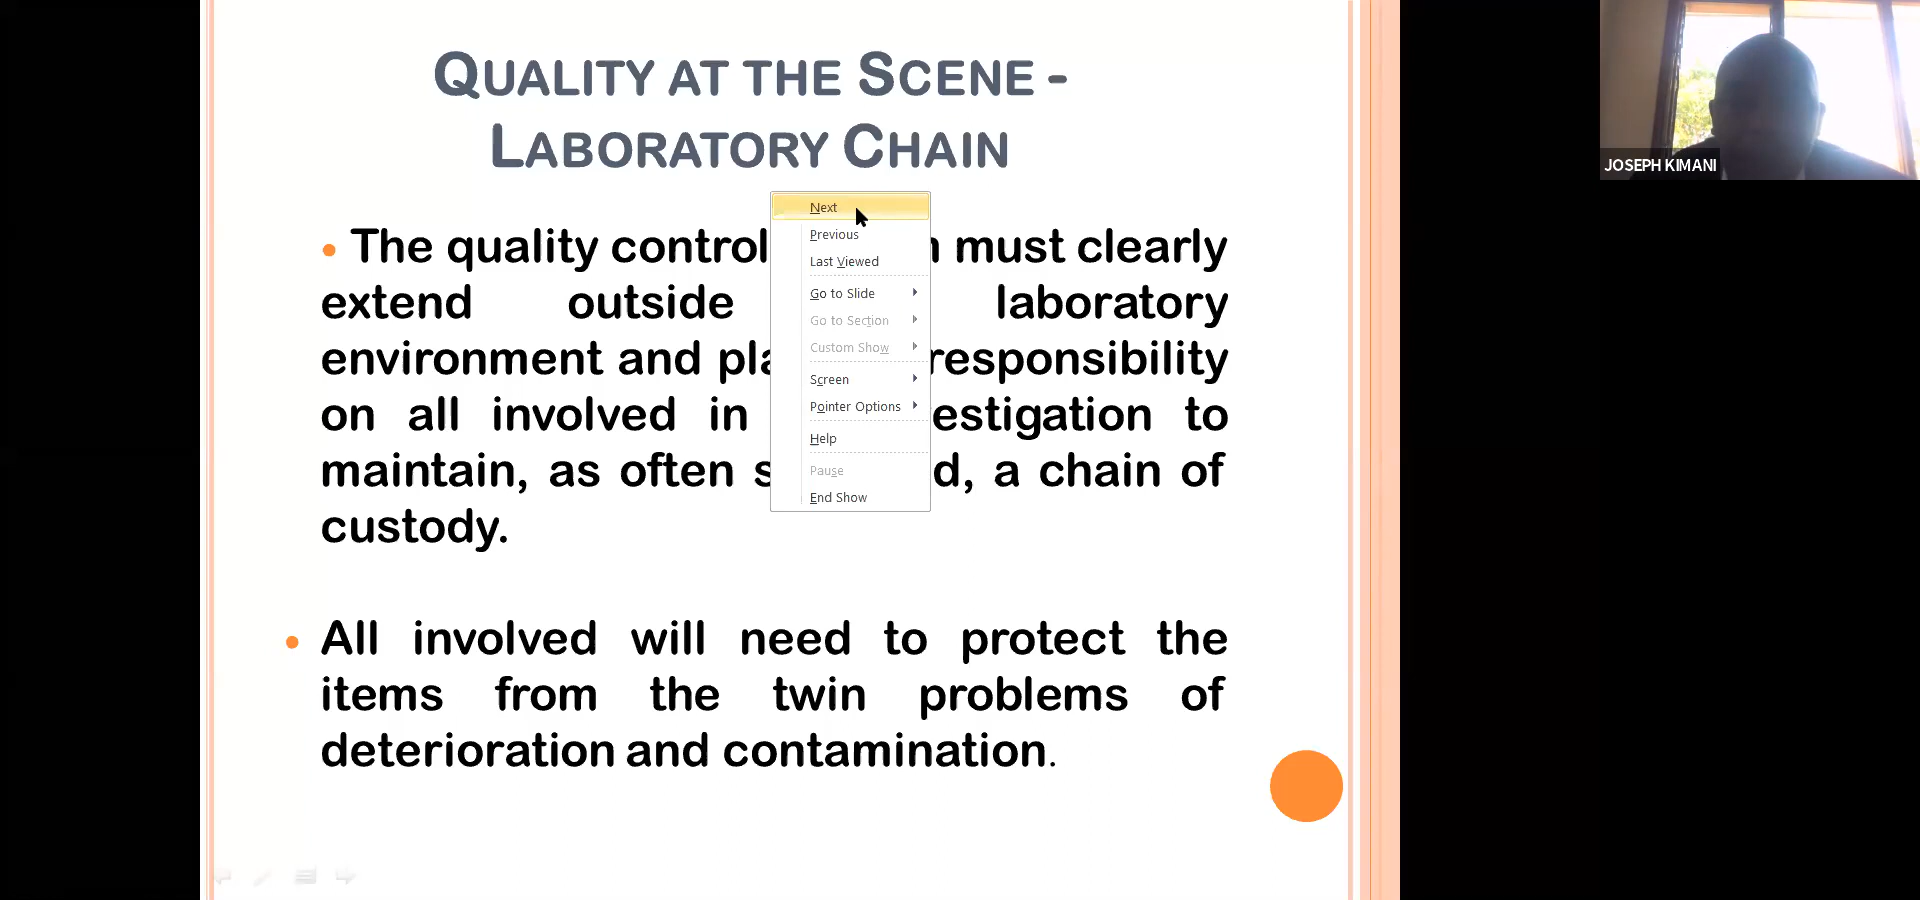 QUALITY AT THE SCENE -
LABORATORY CHAIN
• The quality control must clearly
extend outside laboratory
environment and responsibility
on all involved in to
maintain, as often a chain of
custody.
• All involved will need to protect the
items from the twin problems of
deterioration and contamination.
Next
Previous
Last Viewed
Go to Slide
Go to Section
Custom Show
Screen
Pointer Options
Help
Pause
End Show
JOSEPH KIMANI